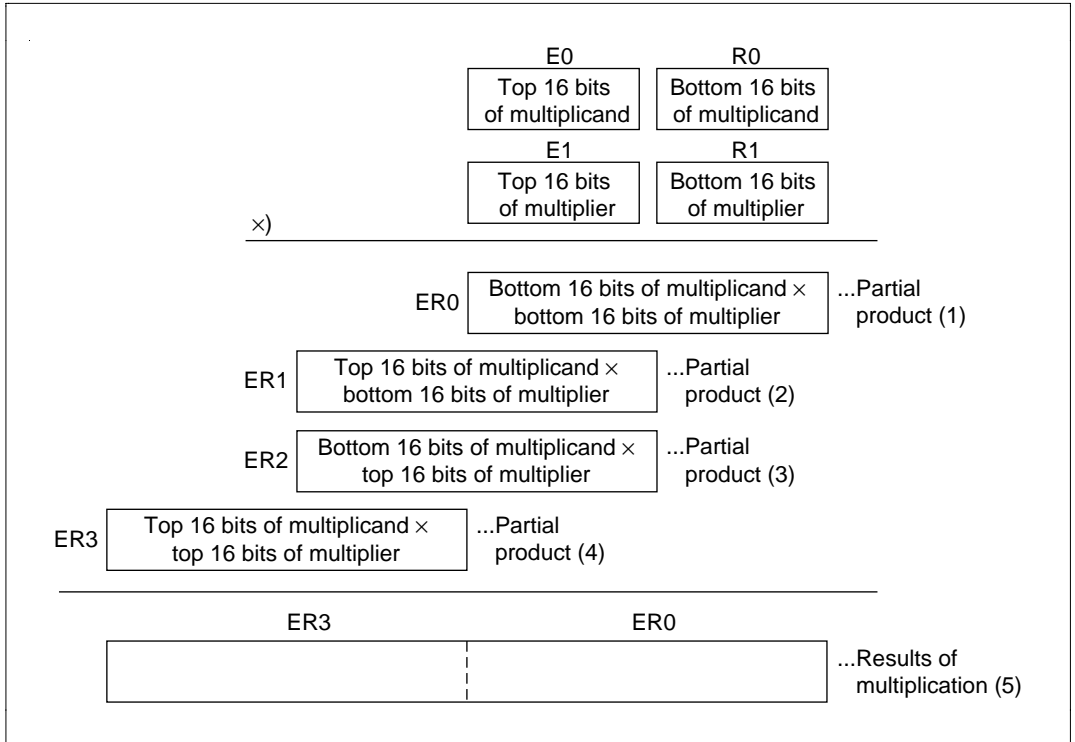 E0 R0
Top 16 bits
of multiplicand
Bottom 16 bits
of multiplicand
E1 R1
Top 16 bits
of multiplier
Bottom 16 bits
of multiplier
×)
ER0
Bottom 16 bits of multiplicand ×
bottom 16 bits of multiplier
...Partial
product (1)
ER1
Top 16 bits of multiplicand ×
bottom 16 bits of multiplier
...Partial
product (2)
ER2
Bottom 16 bits of multiplicand ×
top 16 bits of multiplier
...Partial
product (3)
ER3
Top 16 bits of multiplicand ×
top 16 bits of multiplier
...Partial
product (4)
ER3 ER0
...Results of
multiplication (5)